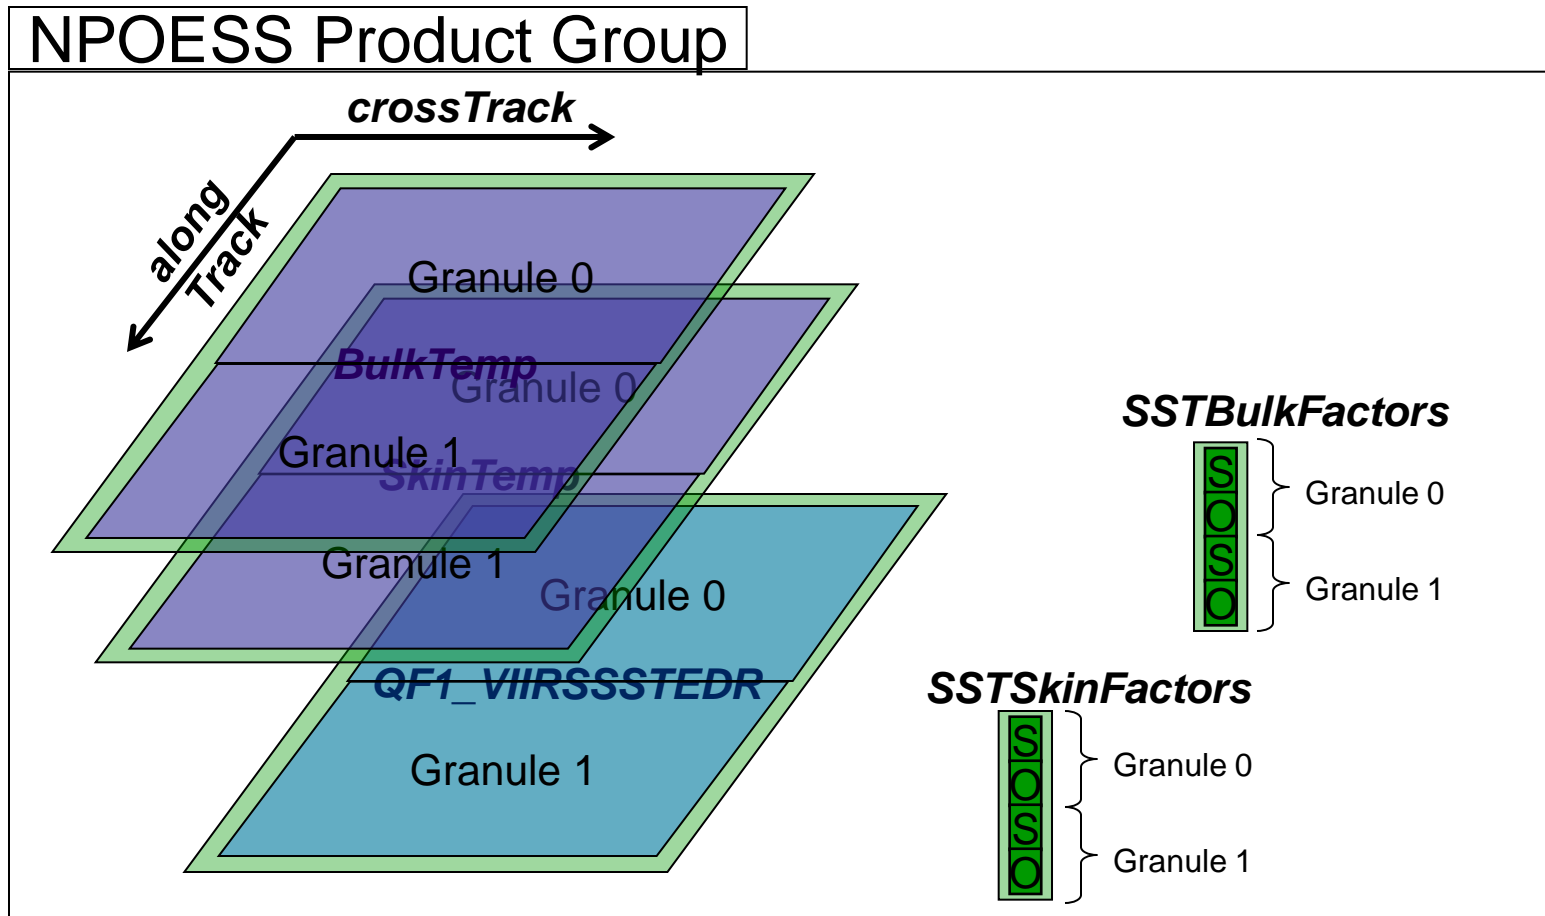 NPOESS Product Group
crossTrack
along
Track
Granule 0
BulkTemp
Granule 0
Granule 1
SkinTemp
Granule 1
Granule 0
QF1_VIIRSSSTEDR
Granule 1
SSTBulkFactors
S
O
S
O
Granule 0
Granule 1
SSTSkinFactors
S
O
S
O
Granule 0
Granule 1